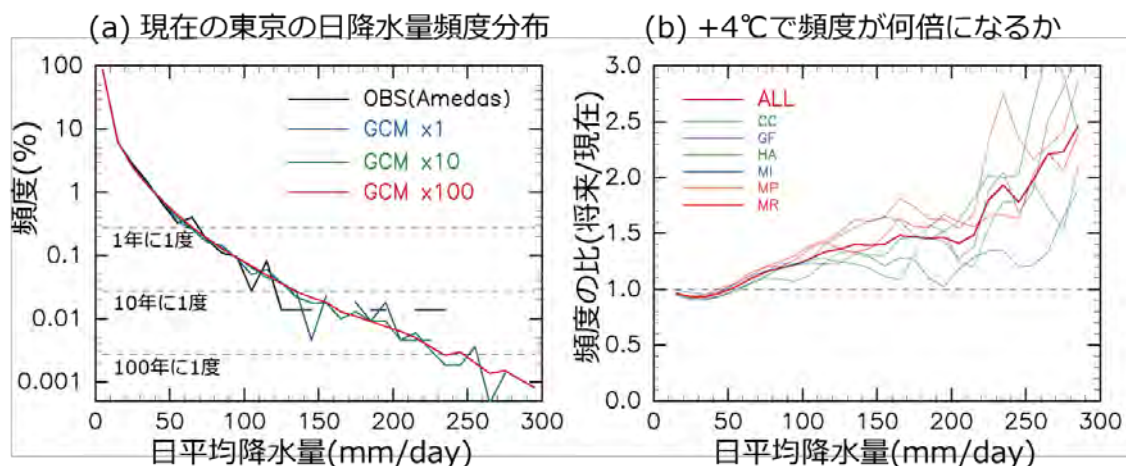 (a) 現在の東京の日降水量頻度分布
100
10
1
0.1
0.01
0.001
頻度(%)
OBS(Amedas)
GCM x1
GCM x10
GCM x100
1年に1度
10年に1度
100年に1度
0 50 100 150 200 250 300
日平均降水量(mm/day)
(b) +4℃で頻度が何倍になるか
3.0
2.5
2.0
1.5
1.0
0.5
0.0
頻度の比(将来/現在)
ALL
CC
GF
HA
MI
MP
MR
0 50 100 150 200 250 300
日平均降水量(mm/day)